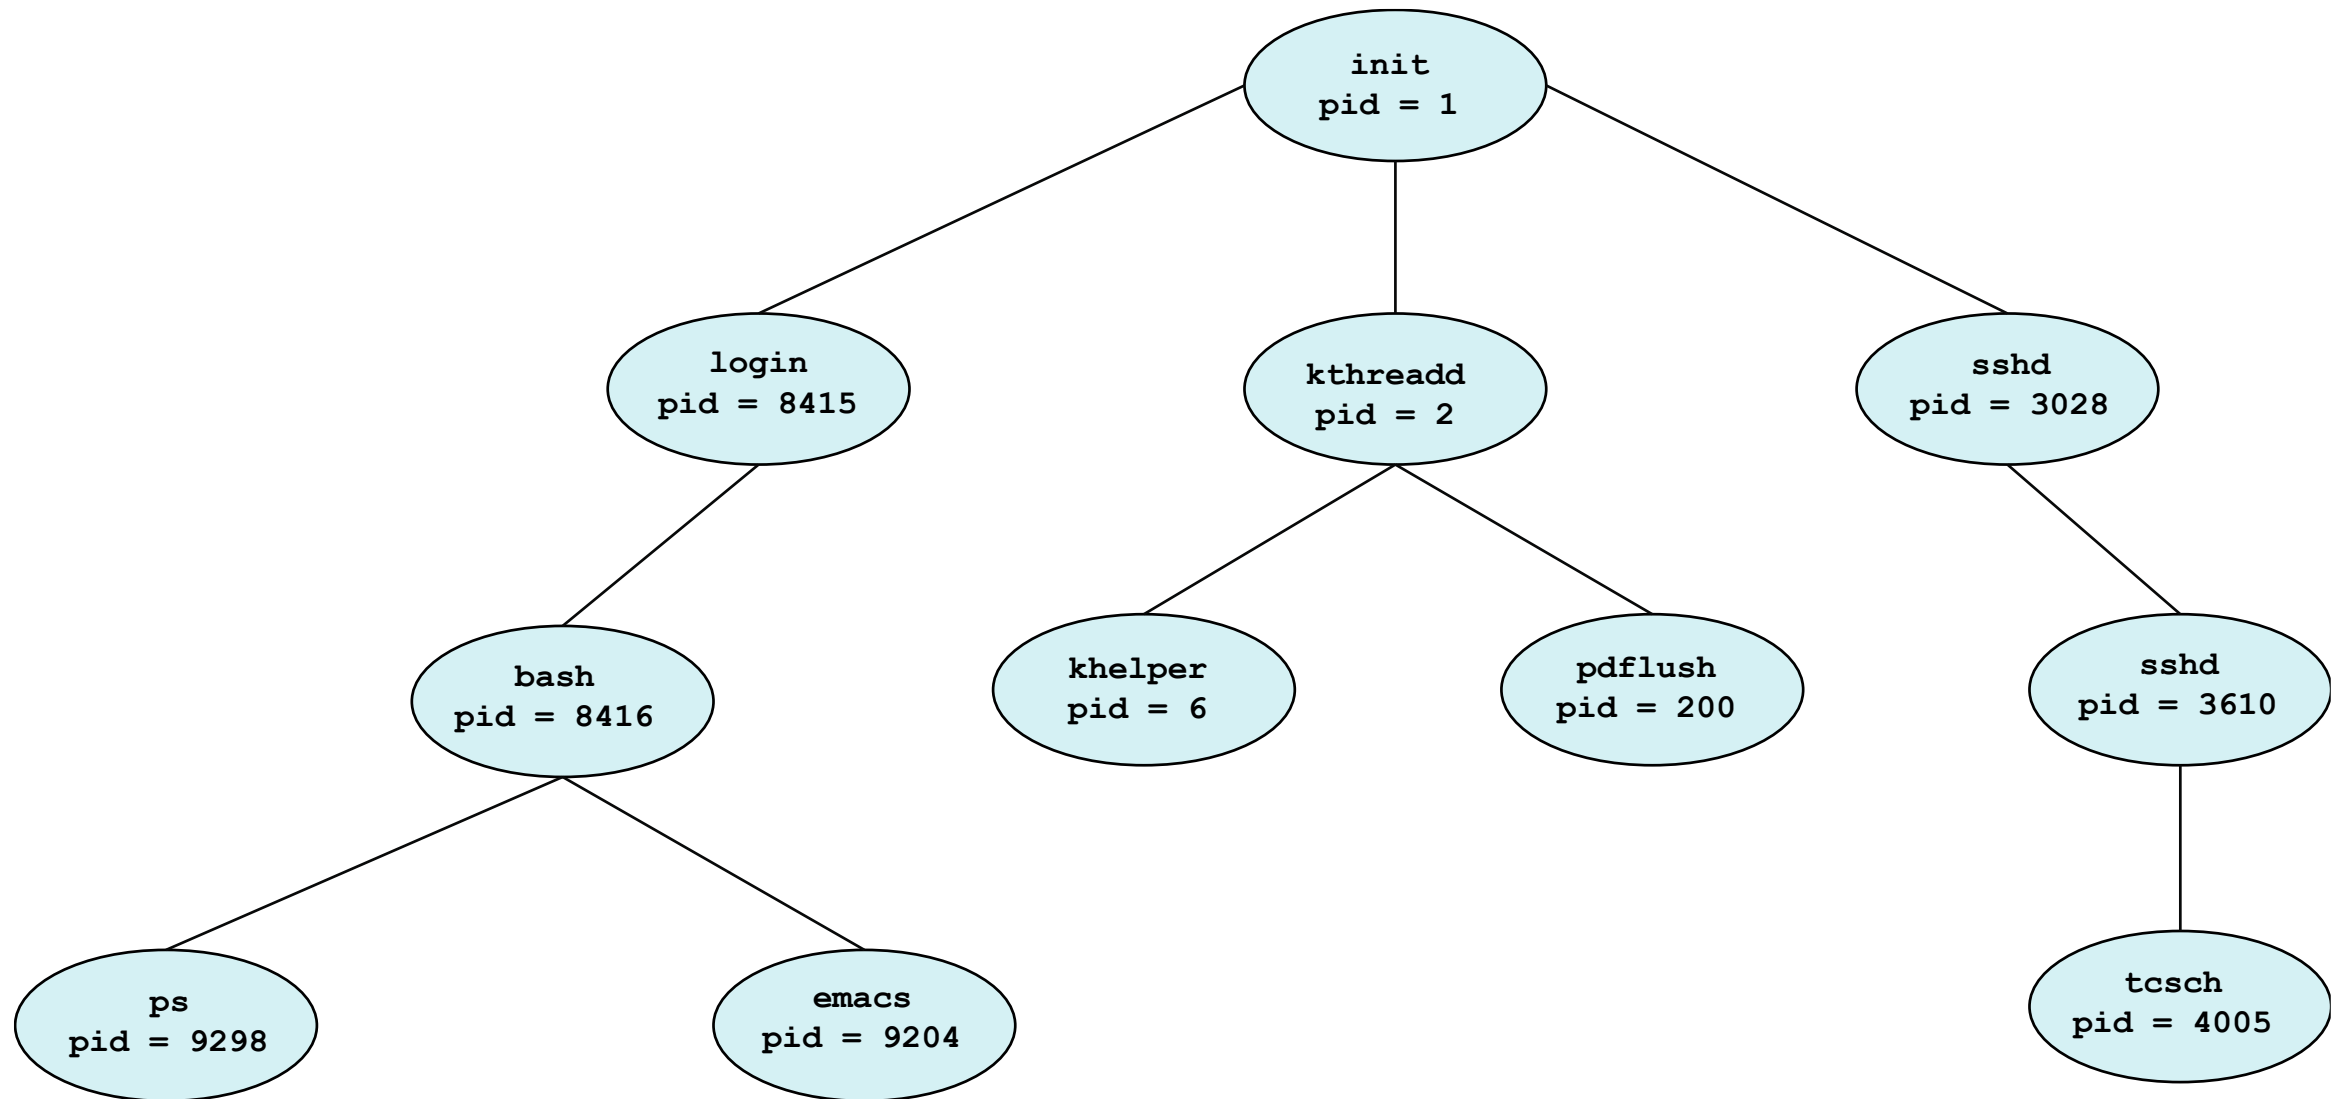 init
pid = 1
login
pid = 8415
kthreadd
pid = 2
sshd
pid = 3028
bash
pid = 8416
khelper
pid = 6
pdflush
pid = 200
sshd
pid = 3610
ps
pid = 9298
emacs
pid = 9204
tcsch
pid = 4005